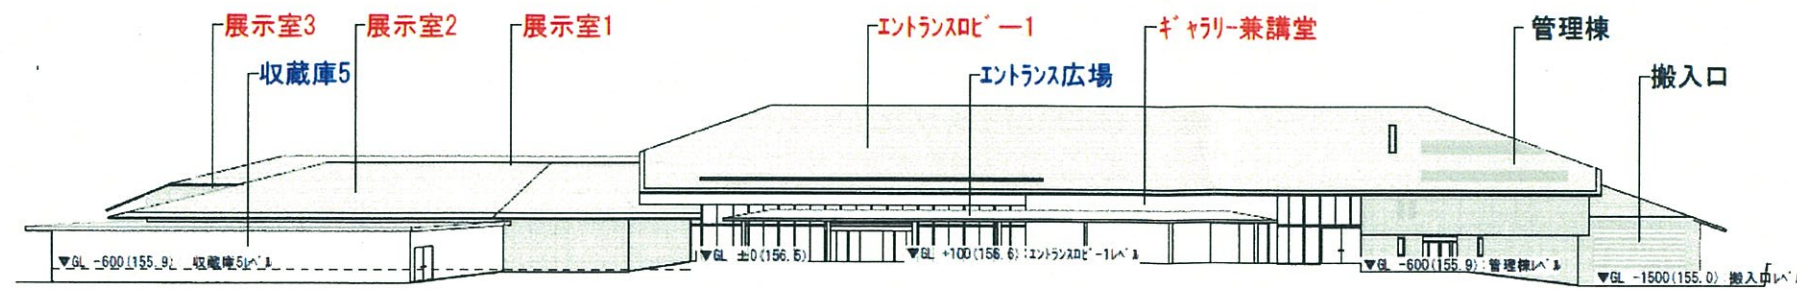 展示室3
展示室2
展示室1
エントランスロビー1
ギャラリー兼講堂
管理棟
収蔵庫5
エントランス広場
搬入口
▼GL -600(155.9) 収蔵庫5レベル
▼GL ±0(156.5)
▼GL +100(156.6):エントランスロビー1レベル
▼GL -600(155.9):管理棟レベル
▼GL -1500(155.0):搬入口レベル